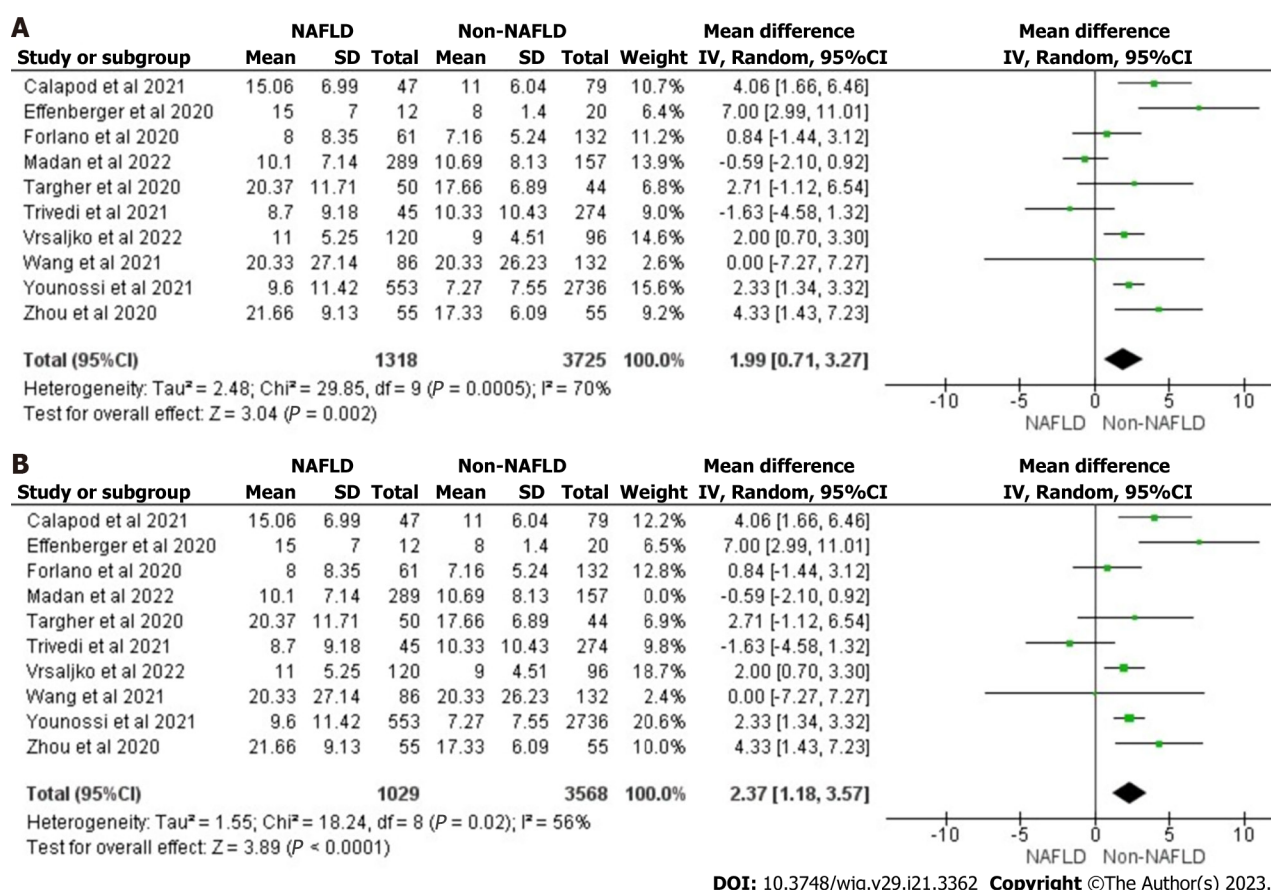 A
NAFLD Non-NAFLD Mean difference Mean difference
Study or subgroup Mean SD Total Mean SD Total Weight IV, Random, 95%CI IV, Random, 95%CI
Calapod et al 2021 15.06 6.99 47 11 6.04 79 10.7% 4.06 [1.66, 6.46]
Effenberger et al 2020 15 7 12 8 1.4 20 6.4% 7.00 [2.99, 11.01]
Forlano et al 2020 8 8.35 61 7.16 5.24 132 11.2% 0.84 [-1.44, 3.12]
Madan et al 2022 10.1 7.14 289 10.69 8.13 157 13.9% -0.59 [-2.10, 0.92]
Targher et al 2020 20.37 11.71 50 17.66 6.89 44 6.8% 2.71 [-1.12, 6.54]
Trivedi et al 2021 8.7 9.18 45 10.33 10.43 274 9.0% -1.63 [-4.58, 1.32]
Vrsaljko et al 2022 11 5.25 120 9 4.51 96 14.6% 2.00 [0.70, 3.30]
Wang et al 2021 20.33 27.14 86 20.33 26.23 132 2.6% 0.00 [-7.27, 7.27]
Younossi et al 2021 9.6 11.42 553 7.27 7.55 2736 15.6% 2.33 [1.34, 3.32]
Zhou et al 2020 21.66 9.13 55 17.33 6.09 55 9.2% 4.33 [1.43, 7.23]
Total (95%CI) 1318 3725 100.0% 1.99 [0.71, 3.27]
Heterogeneity: Tau² = 2.48; Chi² = 29.85, df = 9 (P = 0.0005); I² = 70%
Test for overall effect: Z = 3.04 (P = 0.002)
-10 -5 0 5 10
NAFLD Non-NAFLD
B
NAFLD Non-NAFLD Mean difference Mean difference
Study or subgroup Mean SD Total Mean SD Total Weight IV, Random, 95%CI IV, Random, 95%CI
Calapod et al 2021 15.06 6.99 47 11 6.04 79 12.2% 4.06 [1.66, 6.46]
Effenberger et al 2020 15 7 12 8 1.4 20 6.5% 7.00 [2.99, 11.01]
Forlano et al 2020 8 8.35 61 7.16 5.24 132 12.8% 0.84 [-1.44, 3.12]
Madan et al 2022 10.1 7.14 289 10.69 8.13 157 0.0% -0.59 [-2.10, 0.92]
Targher et al 2020 20.37 11.71 50 17.66 6.89 44 6.9% 2.71 [-1.12, 6.54]
Trivedi et al 2021 8.7 9.18 45 10.33 10.43 274 9.8% -1.63 [-4.58, 1.32]
Vrsaljko et al 2022 11 5.25 120 9 4.51 96 18.7% 2.00 [0.70, 3.30]
Wang et al 2021 20.33 27.14 86 20.33 26.23 132 2.4% 0.00 [-7.27, 7.27]
Younossi et al 2021 9.6 11.42 553 7.27 7.55 2736 20.6% 2.33 [1.34, 3.32]
Zhou et al 2020 21.66 9.13 55 17.33 6.09 55 10.0% 4.33 [1.43, 7.23]
Total (95%CI) 1029 3568 100.0% 2.37 [1.18, 3.57]
Heterogeneity: Tau² = 1.55; Chi² = 18.24, df = 8 (P = 0.02); I² = 56%
Test for overall effect: Z = 3.89 (P < 0.0001)
-10 -5 0 5 10
NAFLD Non-NAFLD
DOI: 10.3748/wjg.v29.i21.3362 Copyright ©The Author(s) 2023.